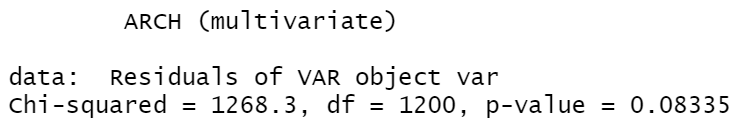 ARCH (multivariate)
data: Residuals of VAR object var
Chi-squared = 1268.3, df = 1200, p-value = 0.08335